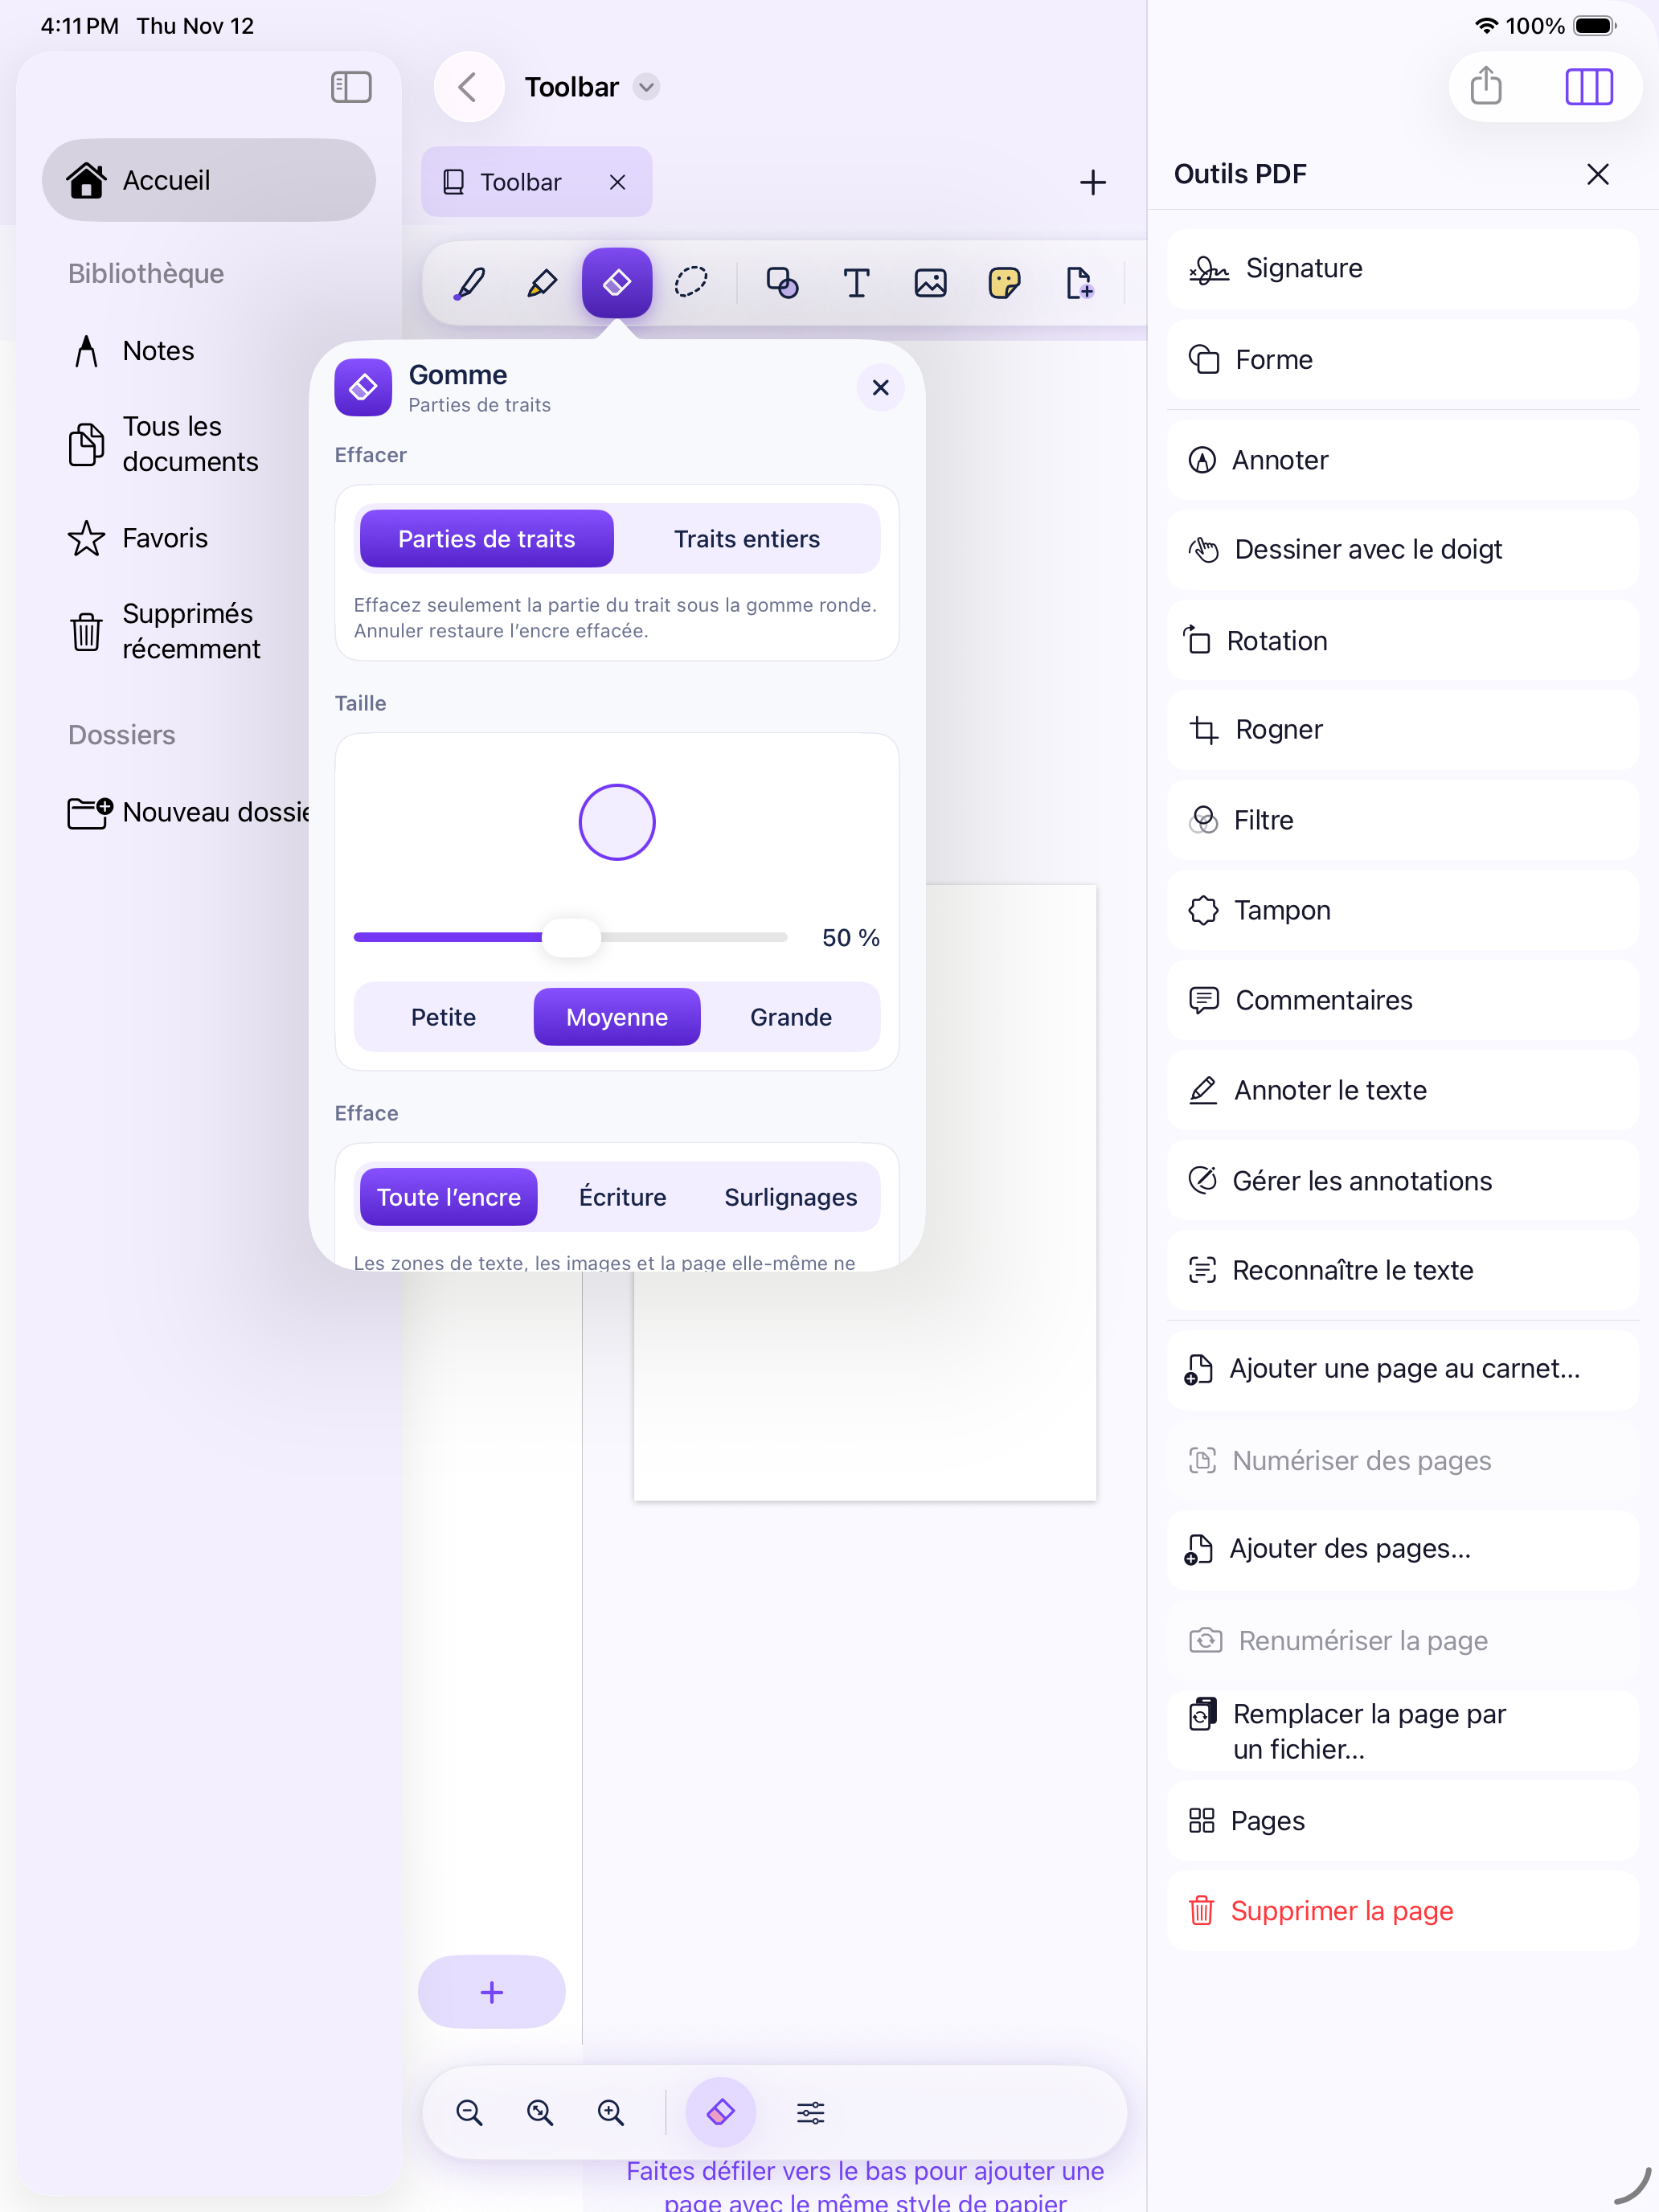 4:11 PM Thu Nov 12
100%
Accueil
Bibliothèque
Notes
Tous les
documents
Favoris
Supprimés
récemment
Dossiers
Nouveau dossie
Toolbar
Toolbar
Gomme
Parties de traits
Effacer
Parties de traits
Traits entiers
Effacez seulement la partie du trait sous la gomme ronde.
Annuler restaure l’encre effacée.
Taille
50 %
Petite
Moyenne
Grande
Efface
Toute l’encre
Écriture
Surlignages
Les zones de texte, les images et la page elle-même ne
Faites défiler vers le bas pour ajouter une
page avec le même style de papier
Outils PDF
Signature
Forme
Annoter
Dessiner avec le doigt
Rotation
Rogner
Filtre
Tampon
Commentaires
Annoter le texte
Gérer les annotations
Reconnaître le texte
Ajouter une page au carnet...
Numériser des pages
Ajouter des pages...
Renumériser la page
Remplacer la page par
un fichier...
Pages
Supprimer la page